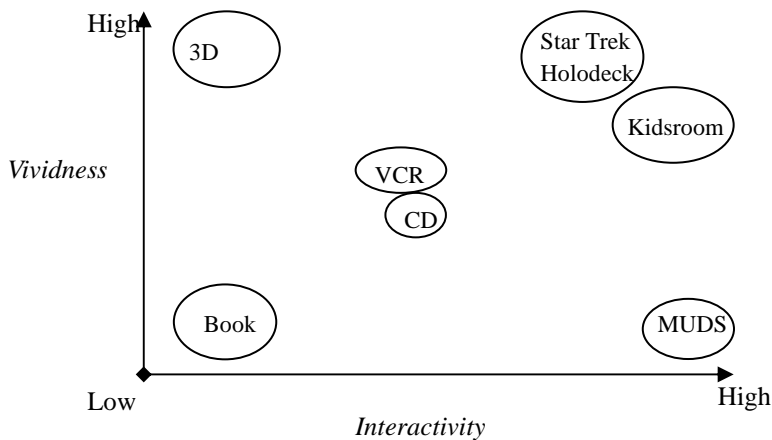 High
3D
Star Trek
Holodeck
Kidsroom
Vividness
VCR
CD
Book
MUDS
Low
High
Interactivity